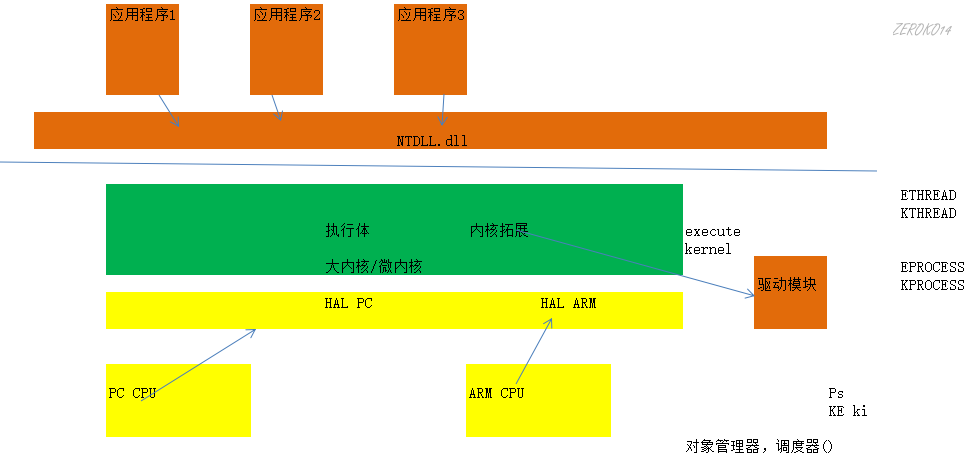 应用程序1
应用程序2
应用程序3
ZEROKO14
NTDLL.dll
ETHREAD
KTHREAD
执行体
内核拓展
execute
kernel
大内核/微内核
EPROCESS
KPROCESS
驱动模块
HAL PC
HAL ARM
PC CPU
ARM CPU
Ps
KE ki
对象管理器，调度器()